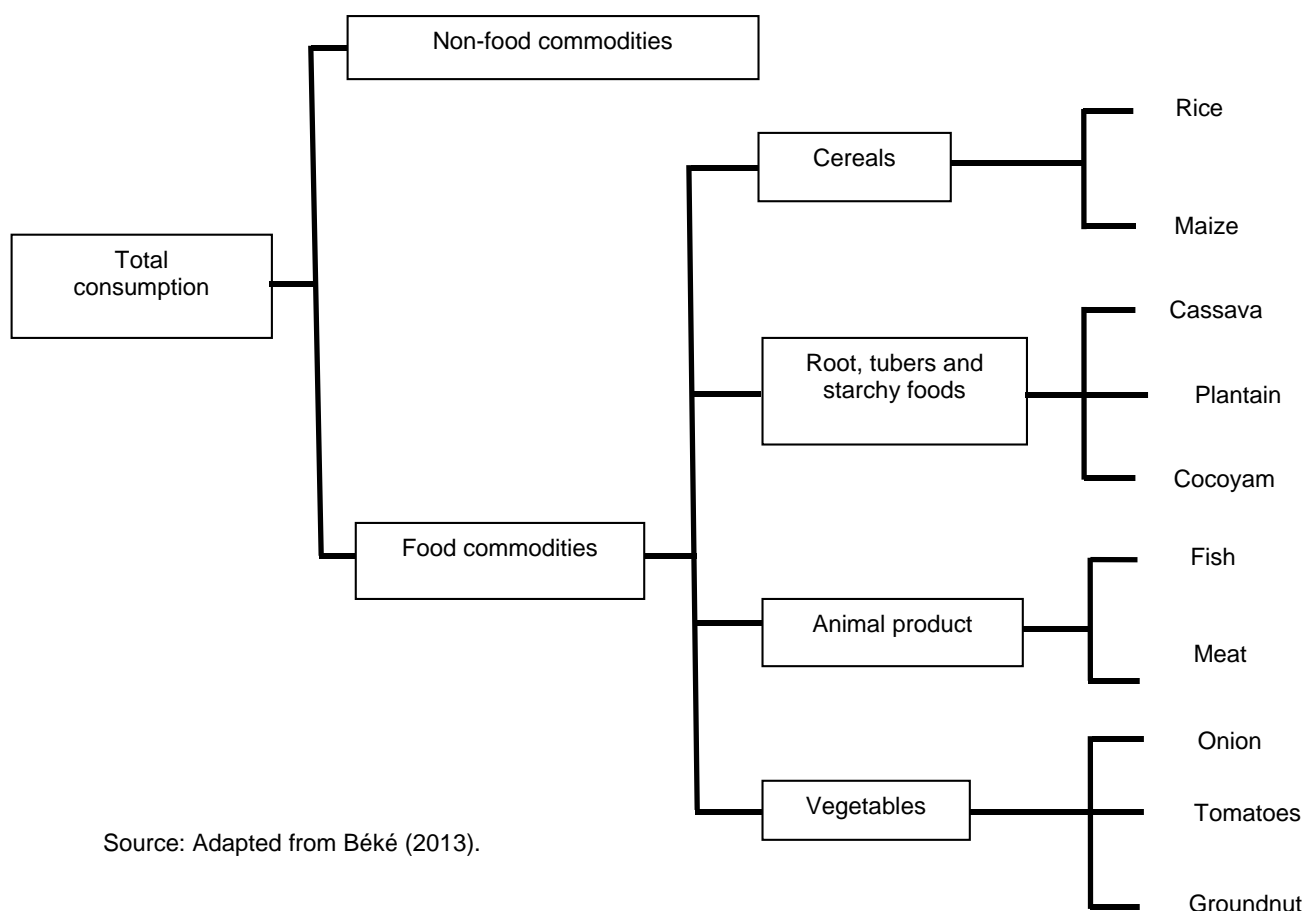 Non-food commodities
Rice
Cereals
Maize
Total
consumption
Cassava
Root, tubers and
starchy foods
Plantain
Cocoyam
Food commodities
Fish
Animal product
Meat
Onion
Vegetables
Tomatoes
Source: Adapted from Béké (2013).
Groundnut